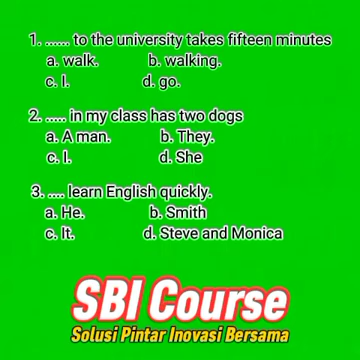 1. ...... to the university takes fifteen minutes
a. walk. b. walking.
c. I. d. go.
2. ..... in my class has two dogs
a. A man. b. They.
c. I. d. She
3. .... learn English quickly.
a. He. b. Smith
c. It. d. Steve and Monica
SBI Course
Solusi Pintar Inovasi Bersama